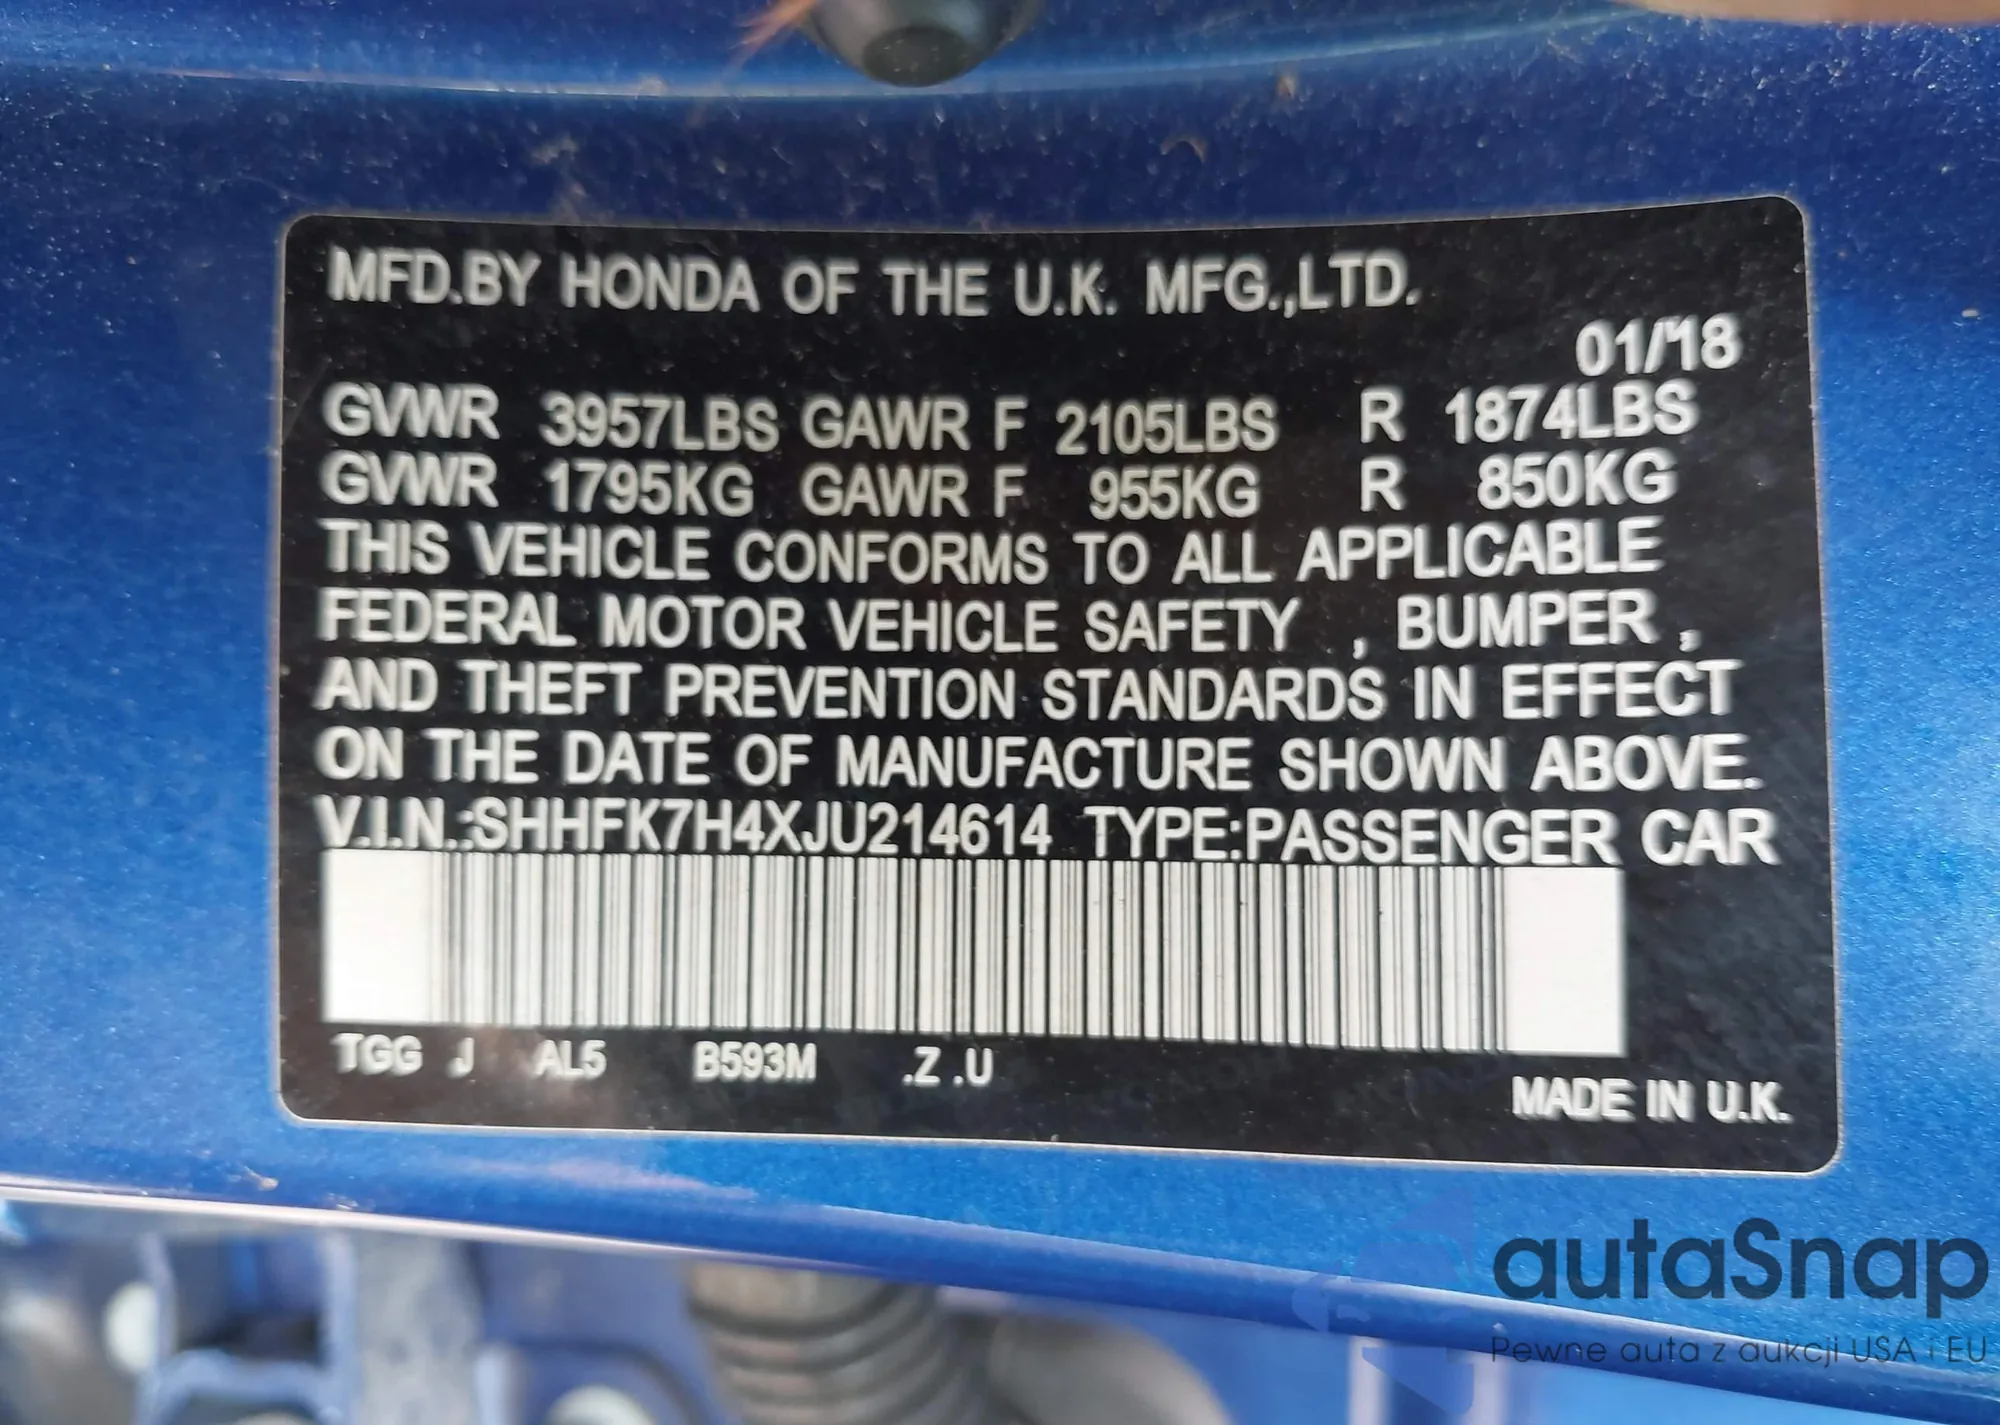 MFD.BY HONDA OF THE U.K. MFG.,LTD.
01/'18
GVWR 3957LBS GAWR F 2105LBS R 1874LBS
GVWR 1795KG GAWR F 955KG R 850KG
THIS VEHICLE CONFORMS TO ALL APPLICABLE
FEDERAL MOTOR VEHICLE SAFETY , BUMPER ,
AND THEFT PREVENTION STANDARDS IN EFFECT
ON THE DATE OF MANUFACTURE SHOWN ABOVE.
V.I.N.:SHHFK7H4XJU214614 TYPE:PASSENGER CAR
TGG J AL5 B593M .Z .U
MADE IN U.K.
autaSnap
Pewne auta z aukcji USA i EU